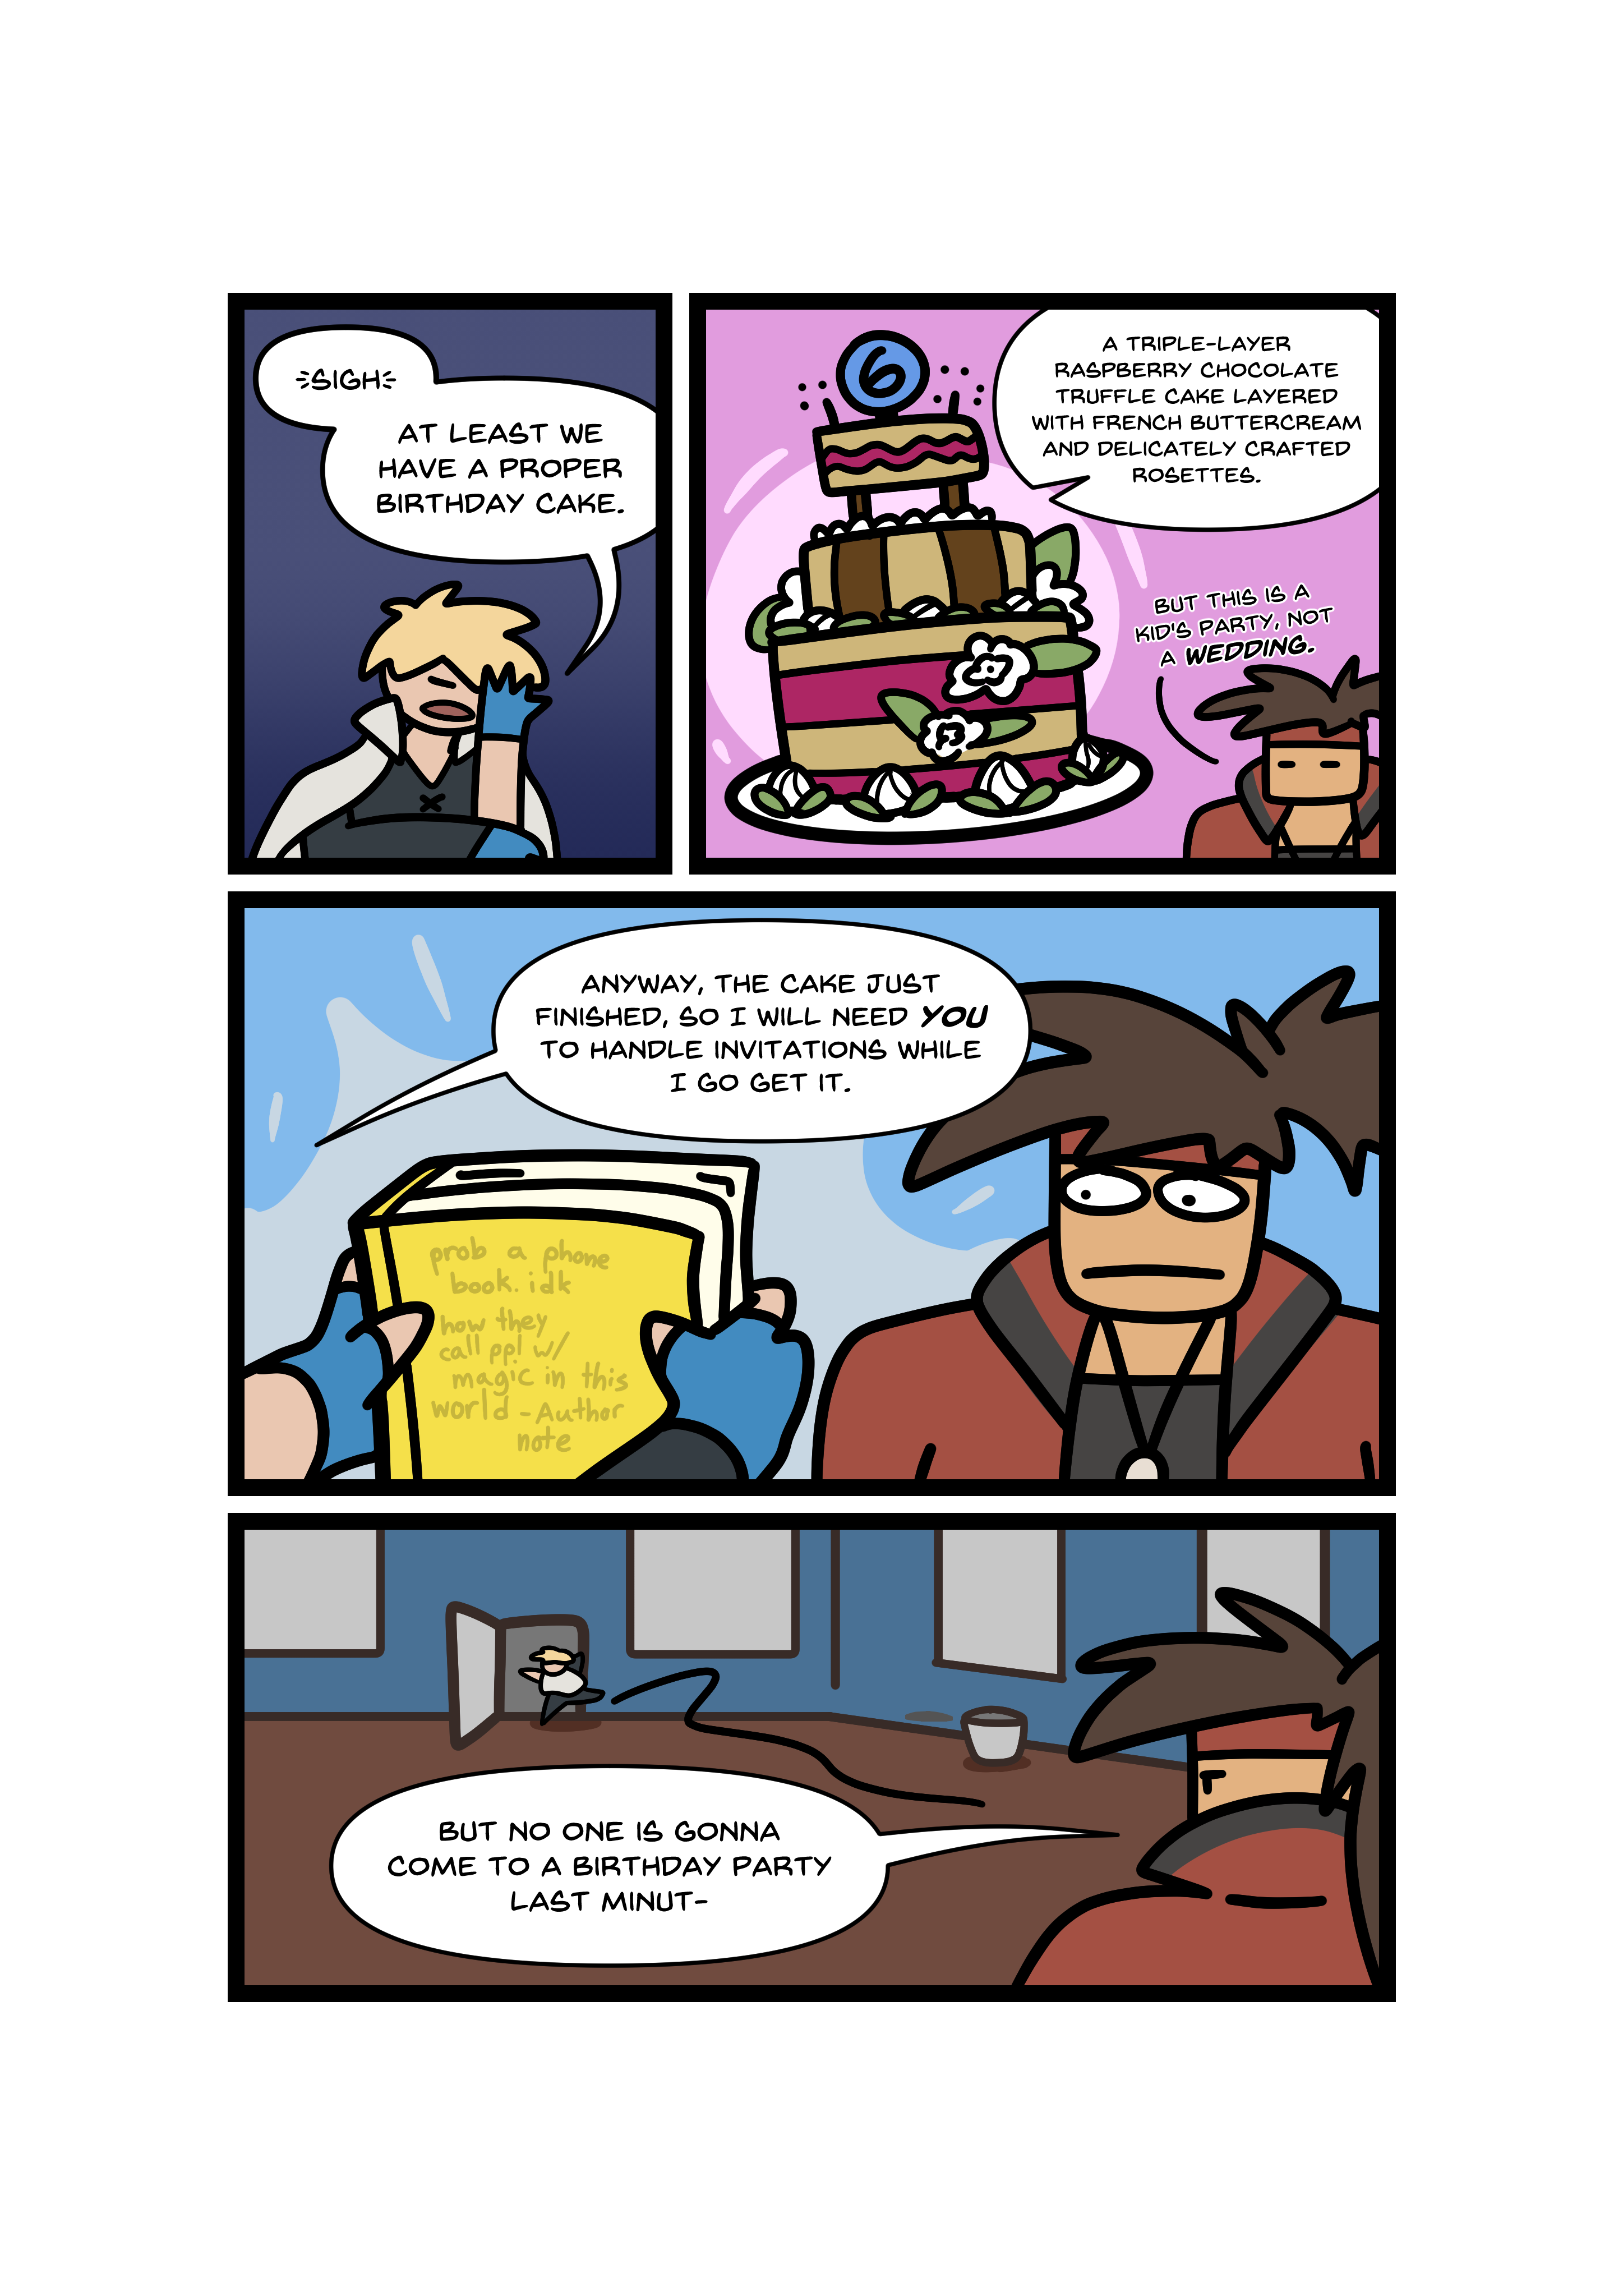 SIGH
AT LEAST WE
HAVE A PROPER
BIRTHDAY CAKE.
6
A TRIPLE-LAYER
RASPBERRY CHOCOLATE
TRUFFLE CAKE LAYERED
WITH FRENCH BUTTERCREAM
AND DELICATELY CRAFTED
ROSETTES.
BUT THIS IS A
KID'S PARTY, NOT
A WEDDING.
ANYWAY, THE CAKE JUST
FINISHED, SO I WILL NEED YOU
TO HANDLE INVITATIONS WHILE
I GO GET IT.
prob a phone
book. idk
how they
call ppl w/
magic in this
world -Author
note
BUT NO ONE IS GONNA
COME TO A BIRTHDAY PARTY
LAST MINUT-